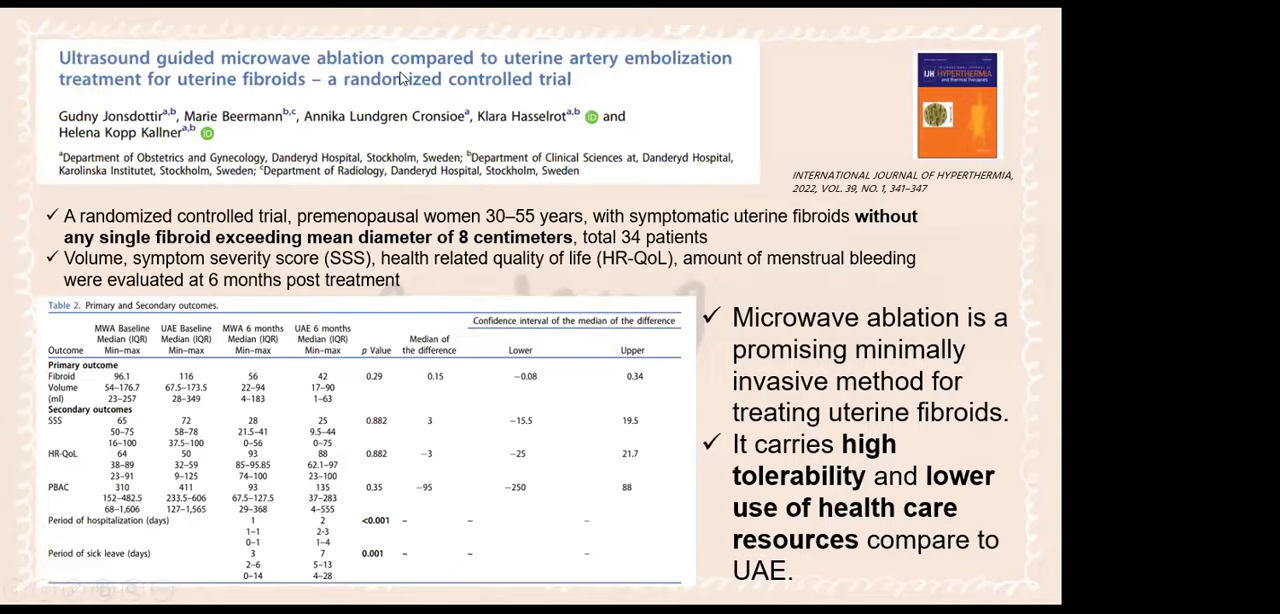 Ultrasound guided microwave ablation compared to uterine artery embolization
treatment for uterine fibroids – a randomized controlled trial
Gudny Jonsdottir a,b, Marie Beermann b,c, Annika Lundgren Cronsioe a, Klara Hasselrot a,b and
Helena Kopp Kallner a,b
aDepartment of Obstetrics and Gynecology, Danderyd Hospital, Stockholm, Sweden; bDepartment of Clinical Sciences at, Danderyd Hospital,
Karolinska Institutet, Stockholm, Sweden; cDepartment of Radiology, Danderyd Hospital, Stockholm, Sweden
IJH HYPERTHERMIA
and thermal therapies
INTERNATIONAL JOURNAL OF HYPERTHERMIA,
2022, VOL. 39, NO. 1, 341–347
✓ A randomized controlled trial, premenopausal women 30–55 years, with symptomatic uterine fibroids without
any single fibroid exceeding mean diameter of 8 centimeters, total 34 patients
✓ Volume, symptom severity score (SSS), health related quality of life (HR-QoL), amount of menstrual bleeding
were evaluated at 6 months post treatment
Table 2. Primary and Secondary outcomes.
Confidence interval of the median of the difference
MWA Baseline UAE Baseline MWA 6 months UAE 6 months
Median (IQR) Median (IQR) Median (IQR) Median (IQR) Median of
Outcome Min–max Min–max Min–max Min–max p Value the difference Lower Upper
Primary outcome
Fibroid 96.1 116 56 42 0.29 0.15 −0.08 0.34
Volume 54–176.7 67.5–173.5 22–94 17–90
(ml) 23–257 28–349 4–183 1–63
Secondary outcomes
SSS 65 72 28 25 0.882 3 −15.5 19.5
50–75 58–78 21.5–41 9.5–44
16–100 37.5–100 0–56 0–75
HR-QoL 64 50 93 88 0.882 −3 −25 21.7
38–89 32–59 85–95.85 62.1–97
23–91 9–125 74–100 23–100
PBAC 310 411 93 135 0.35 −95 −250 88
152–482.5 233.5–606 67.5–127.5 37–283
68–1,606 127–1,565 29–368 4–555
Period of hospitalization (days) 1 2 <0.001 – – –
1–1 2-3
0–1 1–4
Period of sick leave (days) 3 7 0.001 – – –
2–6 5–13
0–14 4–28
✓ Microwave ablation is a
promising minimally
invasive method for
treating uterine fibroids.
✓ It carries high
tolerability and lower
use of health care
resources compare to
UAE.